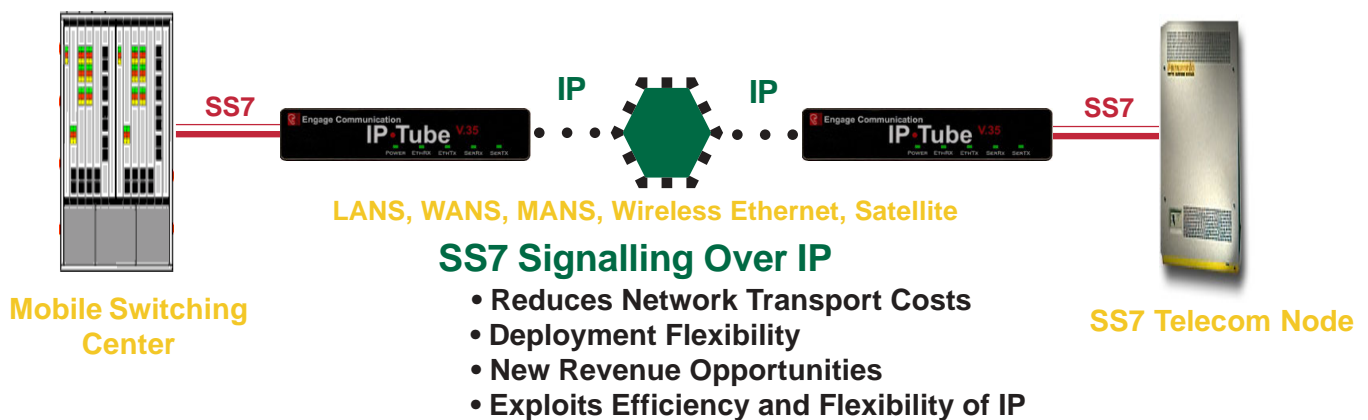 SS7
Engage Communication
IP•Tube V.35
POWER ETHRX ETHTX SERRX SERTX
IP
IP
Engage Communication
IP•Tube V.35
POWER ETHRX ETHTX SERRX SERTX
SS7
LANS, WANS, MANS, Wireless Ethernet, Satellite
Mobile Switching
Center
SS7 Telecom Node
SS7 Signalling Over IP
• Reduces Network Transport Costs
• Deployment Flexibility
• New Revenue Opportunities
• Exploits Efficiency and Flexibility of IP